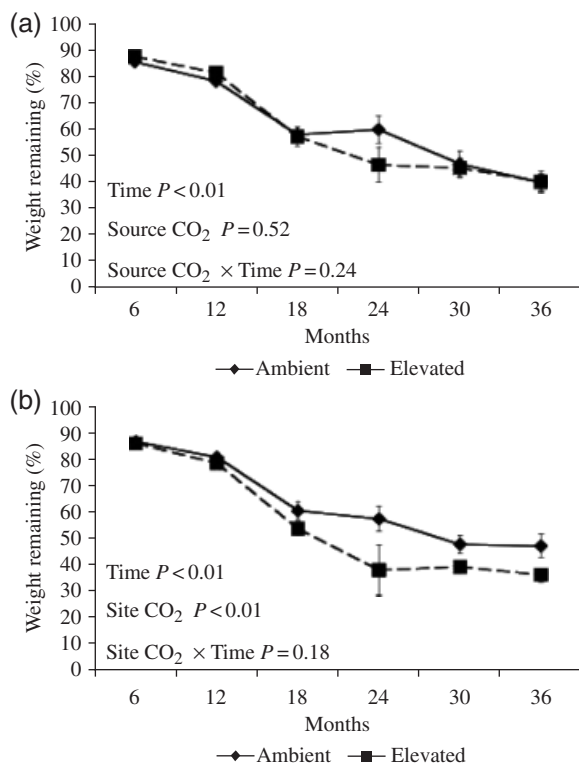 (a)
100
90
80
70
60
50
40
30
20
10
0
Weight remaining (%)
Time P < 0.01
Source CO2 P = 0.52
Source CO2 × Time P = 0.24
6 12 18 24 30 36
Months
Ambient Elevated
(b)
100
90
80
70
60
50
40
30
20
10
0
Weight remaining (%)
Time P < 0.01
Site CO2 P < 0.01
Site CO2 × Time P = 0.18
6 12 18 24 30 36
Months
Ambient Elevated